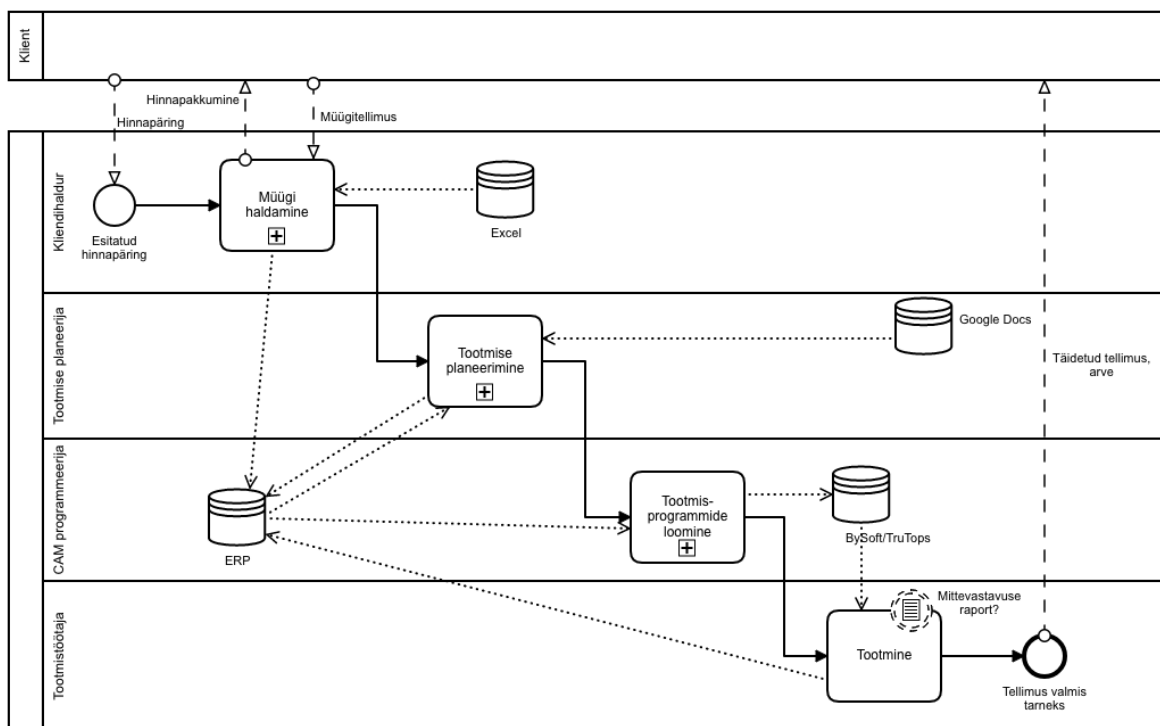 Klient
Hinnapakkumine
Hinnapäring
Müügitellimus
Kliendihaldur
Esitatud
hinnapäring
Müügi
haldamine
Excel
Tootmise planeerija
Tootmise
planeerimine
Google Docs
Täidetud tellimus,
arve
CAM programmeerija
ERP
Tootmis-
programmide
loomine
BySoft/TruTops
Tootmistöötaja
Mittevastavuse
raport?
Tootmine
Tellimus valmis
tarneks